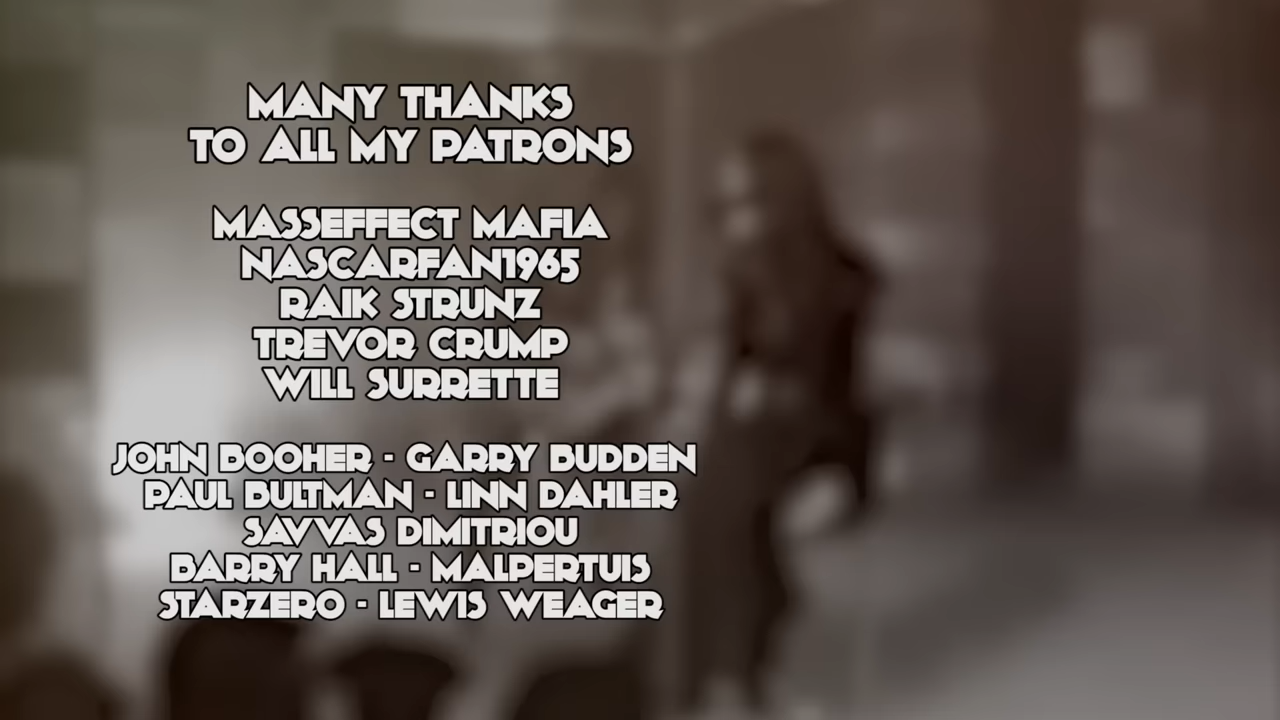 MANY THANKS
TO ALL MY PATRONS
MASSEFFECT MAFIA
NASCARFAN1965
RAIK STRUNZ
TREVOR CRUMP
WILL SURRETTE
JOHN BOOHER - GARRY BUDDEN
PAUL BULTMAN - LINN DAHLER
SAVVAS DIMITRIOU
BARRY HALL - MALPERTUIS
STARZERO - LEWIS WEAGER